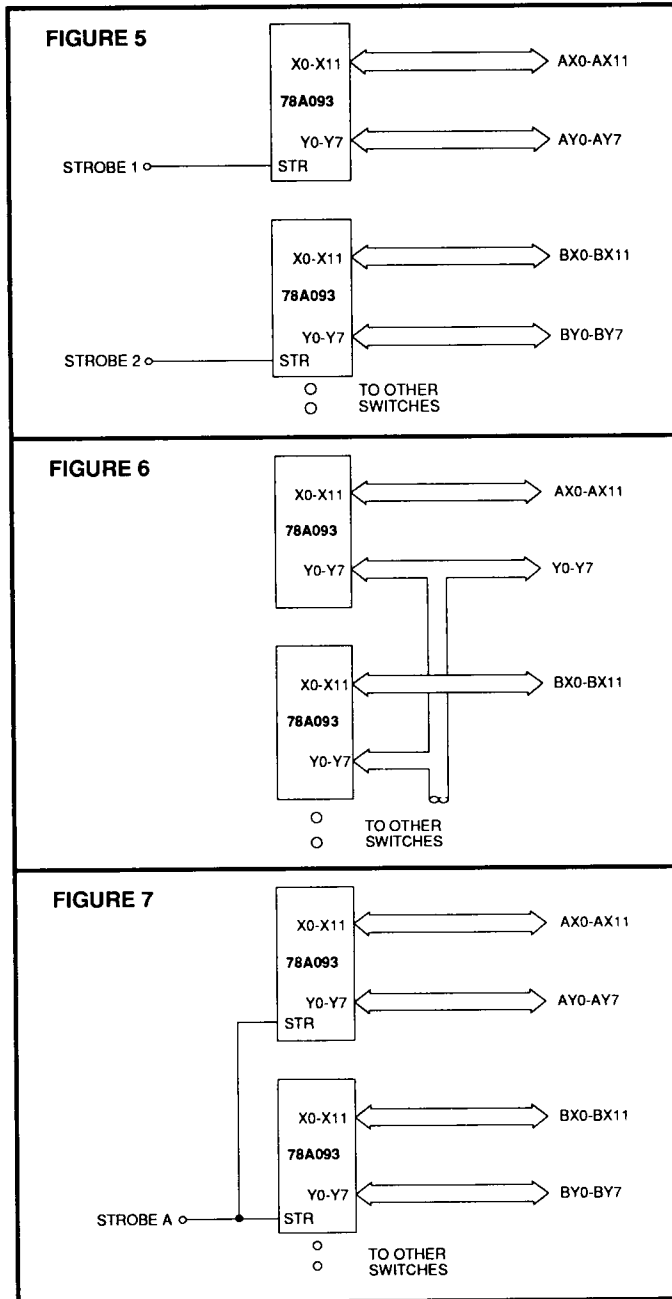 FIGURE 5
X0-X11
AX0-AX11
78A093
Y0-Y7
AY0-AY7
STROBE 1
STR
X0-X11
BX0-BX11
78A093
Y0-Y7
BY0-BY7
STROBE 2
STR
TO OTHER
SWITCHES
FIGURE 6
X0-X11
AX0-AX11
78A093
Y0-Y7
Y0-Y7
X0-X11
BX0-BX11
78A093
Y0-Y7
TO OTHER
SWITCHES
FIGURE 7
X0-X11
AX0-AX11
78A093
Y0-Y7
AY0-AY7
STR
X0-X11
BX0-BX11
78A093
Y0-Y7
BY0-BY7
STROBE A
STR
TO OTHER
SWITCHES